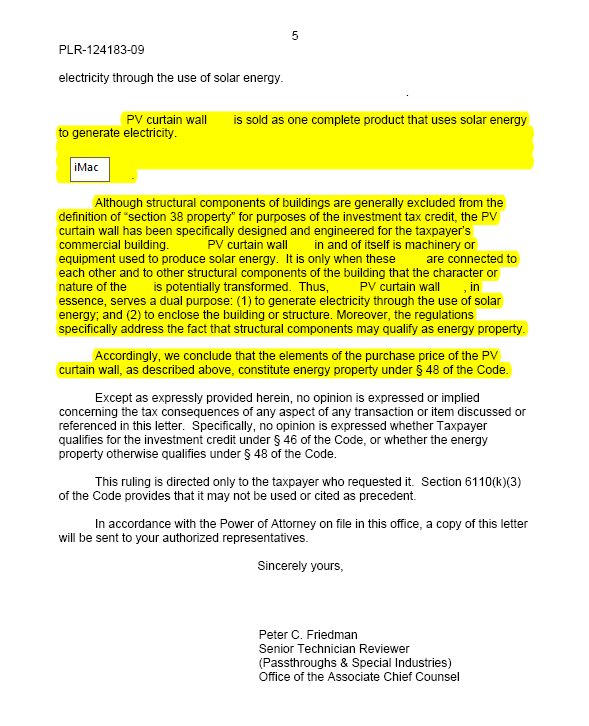 5
PLR-124183-09
electricity through the use of solar energy.
.
PV curtain wall is sold as one complete product that uses solar energy
to generate electricity.
iMac .
Although structural components of buildings are generally excluded from the
definition of “section 38 property” for purposes of the investment tax credit, the PV
curtain wall has been specifically designed and engineered for the taxpayer’s
commercial building. PV curtain wall in and of itself is machinery or
equipment used to produce solar energy. It is only when these are connected to
each other and to other structural components of the building that the character or
nature of the is potentially transformed. Thus, PV curtain wall , in
essence, serves a dual purpose: (1) to generate electricity through the use of solar
energy; and (2) to enclose the building or structure. Moreover, the regulations
specifically address the fact that structural components may qualify as energy property.
Accordingly, we conclude that the elements of the purchase price of the PV
curtain wall, as described above, constitute energy property under § 48 of the Code.
Except as expressly provided herein, no opinion is expressed or implied
concerning the tax consequences of any aspect of any transaction or item discussed or
referenced in this letter. Specifically, no opinion is expressed whether Taxpayer
qualifies for the investment credit under § 46 of the Code, or whether the energy
property otherwise qualifies under § 48 of the Code.
This ruling is directed only to the taxpayer who requested it. Section 6110(k)(3)
of the Code provides that it may not be used or cited as precedent.
In accordance with the Power of Attorney on file in this office, a copy of this letter
will be sent to your authorized representatives.
Sincerely yours,
Peter C. Friedman
Senior Technician Reviewer
(Passthroughs & Special Industries)
Office of the Associate Chief Counsel